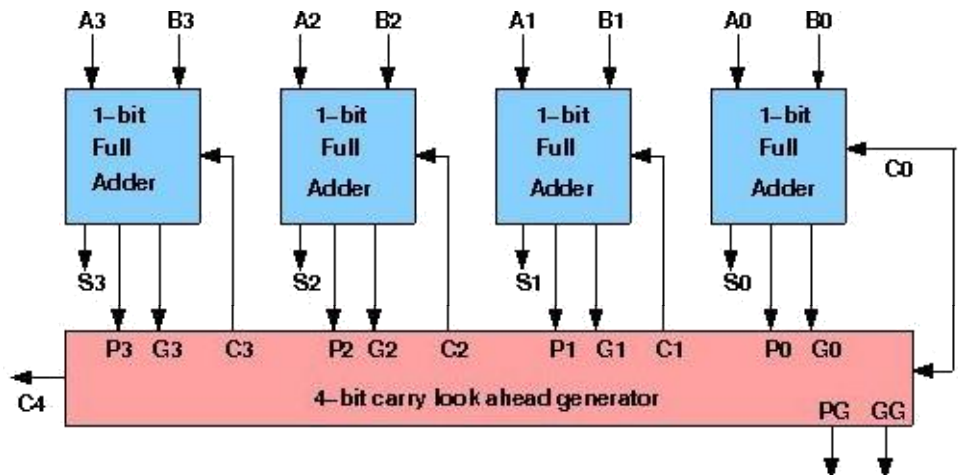 A3 B3 A2 B2 A1 B1 A0 B0
1-bit 1-bit 1-bit 1-bit
Full Full Full Full
C0
Adder Adder Adder Adder
S3 S2 S1 S0
P3 G3 C3 P2 G2 C2 P1 G1 C1 P0 G0
C4
4-bit carry look ahead generator
PG GG